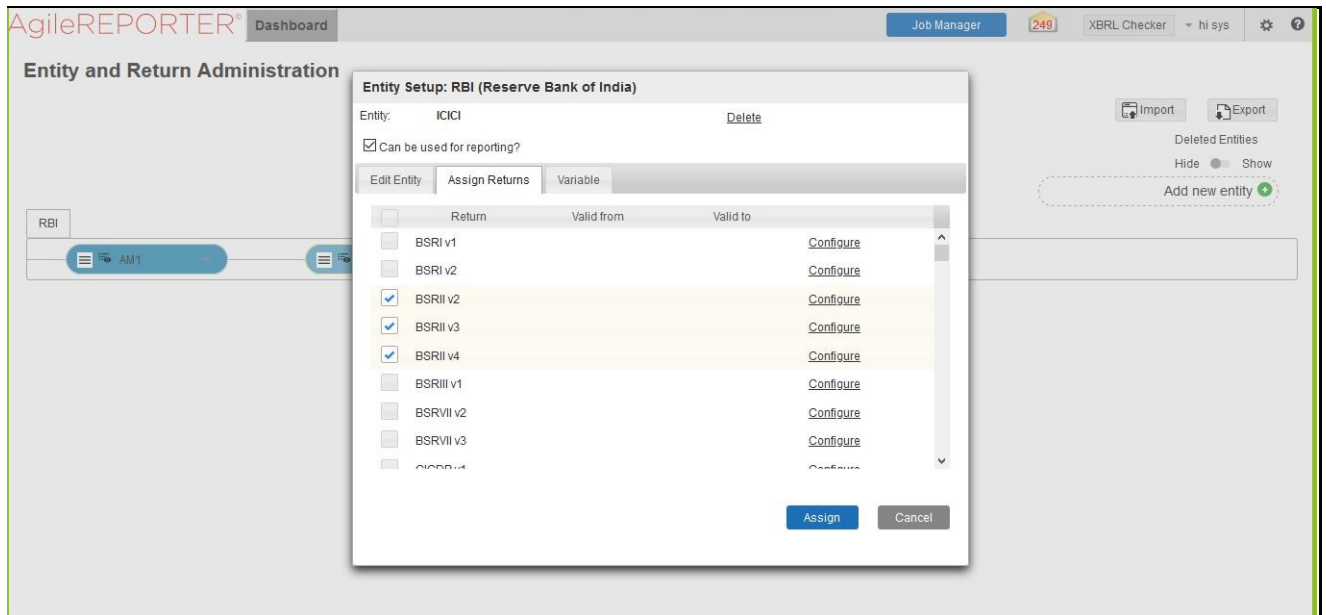 AgileREPORTER® Dashboard Job Manager 249 XBRL Checker hi sys
Entity and Return Administration
Entity Setup: RBI (Reserve Bank of India)
Entity: ICICI Delete
Can be used for reporting?
Import Export
Deleted Entities
Hide Show
Add new entity
Edit Entity Assign Returns Variable
Return Valid from Valid to
RBI
AM1
BSRI v1 Configure
BSRI v2 Configure
BSRII v2 Configure
BSRII v3 Configure
BSRII v4 Configure
BSRIII v1 Configure
BSRVII v2 Configure
BSRVII v3 Configure
Configure
Assign Cancel